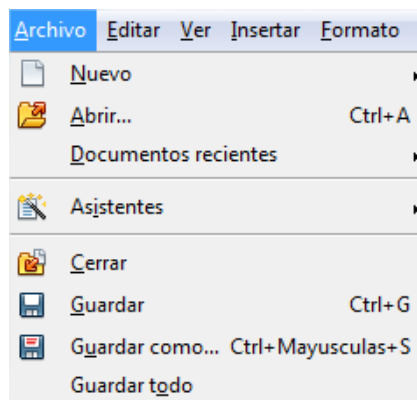 Archivo Editar Ver Insertar Formato
Nuevo
Abrir... Ctrl+A
Documentos recientes
Asistentes
Cerrar
Guardar Ctrl+G
Guardar como... Ctrl+Mayusculas+S
Guardar todo